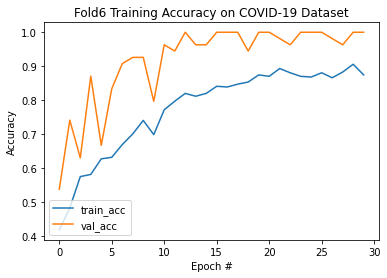 Fold6 Training Accuracy on COVID-19 Dataset
1.0
0.9
0.8
0.7
0.6
0.5
0.4
Accuracy
train_acc
val_acc
0 5 10 15 20 25 30
Epoch #